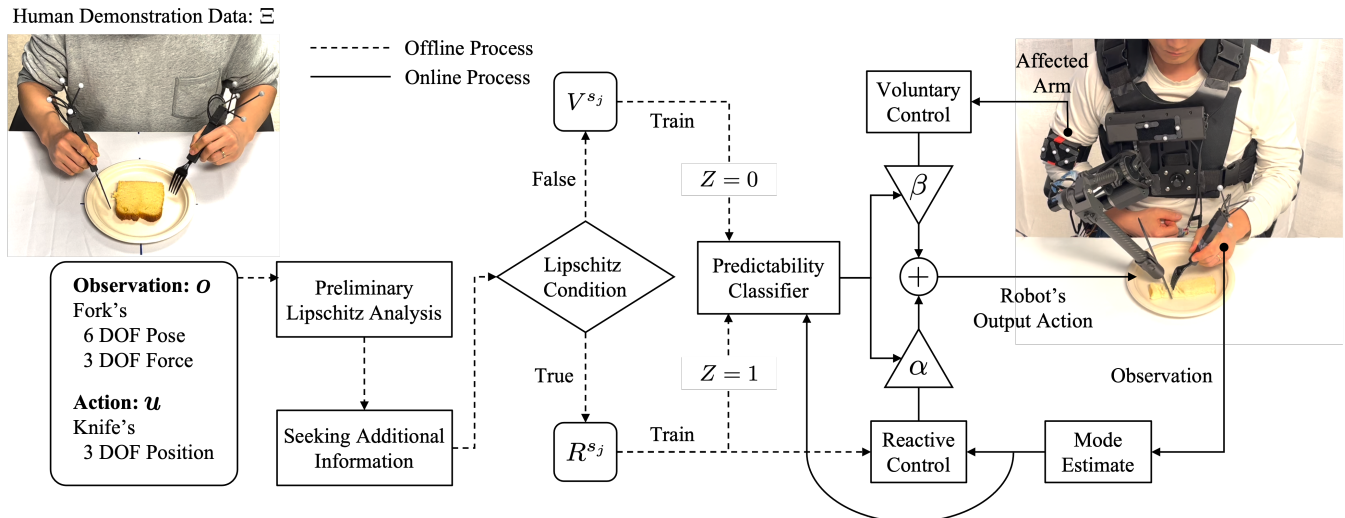 Human Demonstration Data: Ξ
Offline Process
Online Process
Observation: o
Fork's
6 DOF Pose
3 DOF Force
Action: u
Knife's
3 DOF Position
Preliminary
Lipschitz Analysis
Seeking Additional
Information
Lipschitz
Condition
False
True
V^{s_j}
R^{s_j}
Train
Z = 0
Predictability
Classifier
Z = 1
Train
Voluntary
Control
β
+
α
Reactive
Control
Mode
Estimate
Affected
Arm
Robot's
Output Action
Observation